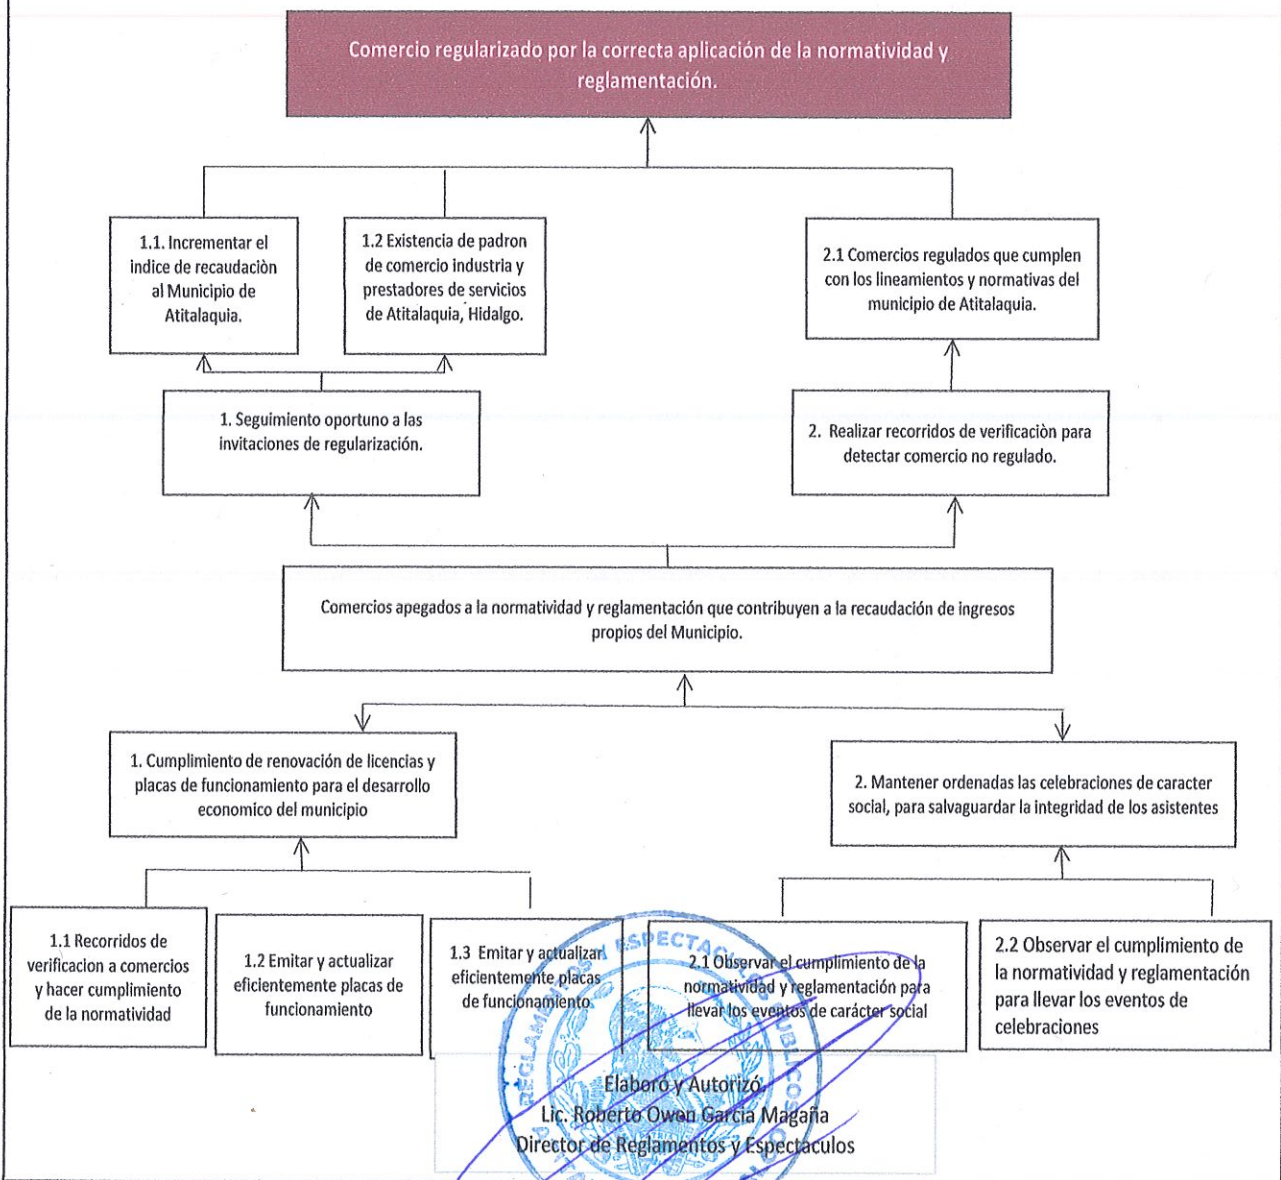 Comercio regularizado por la correcta aplicación de la normatividad y
reglamentación.
1.1. Incrementar el
indice de recaudaciòn
al Municipio de
Atitalaquia.
1.2 Existencia de padron
de comercio industria y
prestadores de servicios
de Atitalaquia, Hidalgo.
2.1 Comercios regulados que cumplen
con los lineamientos y normativas del
municipio de Atitalaquia.
1. Seguimiento oportuno a las
invitaciones de regularización.
2. Realizar recorridos de verificaciòn para
detectar comercio no regulado.
Comercios apegados a la normatividad y reglamentación que contribuyen a la recaudación de ingresos
propios del Municipio.
1. Cumplimiento de renovación de licencias y
placas de funcionamiento para el desarrollo
economico del municipio
2. Mantener ordenadas las celebraciones de caracter
social, para salvaguardar la integridad de los asistentes
1.1 Recorridos de
verificacion a comercios
y hacer cumplimiento
de la normatividad
1.2 Emitar y actualizar
eficientemente placas de
funcionamiento
1.3 Emitar y actualizar
eficientemente placas
de funcionamiento
2.1 Observar el cumplimiento de la
normatividad y reglamentación para
llevar los eventos de carácter social
2.2 Observar el cumplimiento de
la normatividad y reglamentación
para llevar los eventos de
celebraciones
REGLAMENTOS Y ESPECTACULOS PUBLICOS
Elaboró y Autorizó
Lic. Roberto Owen Garcia Magaña
Director de Reglamentos y Espectáculos